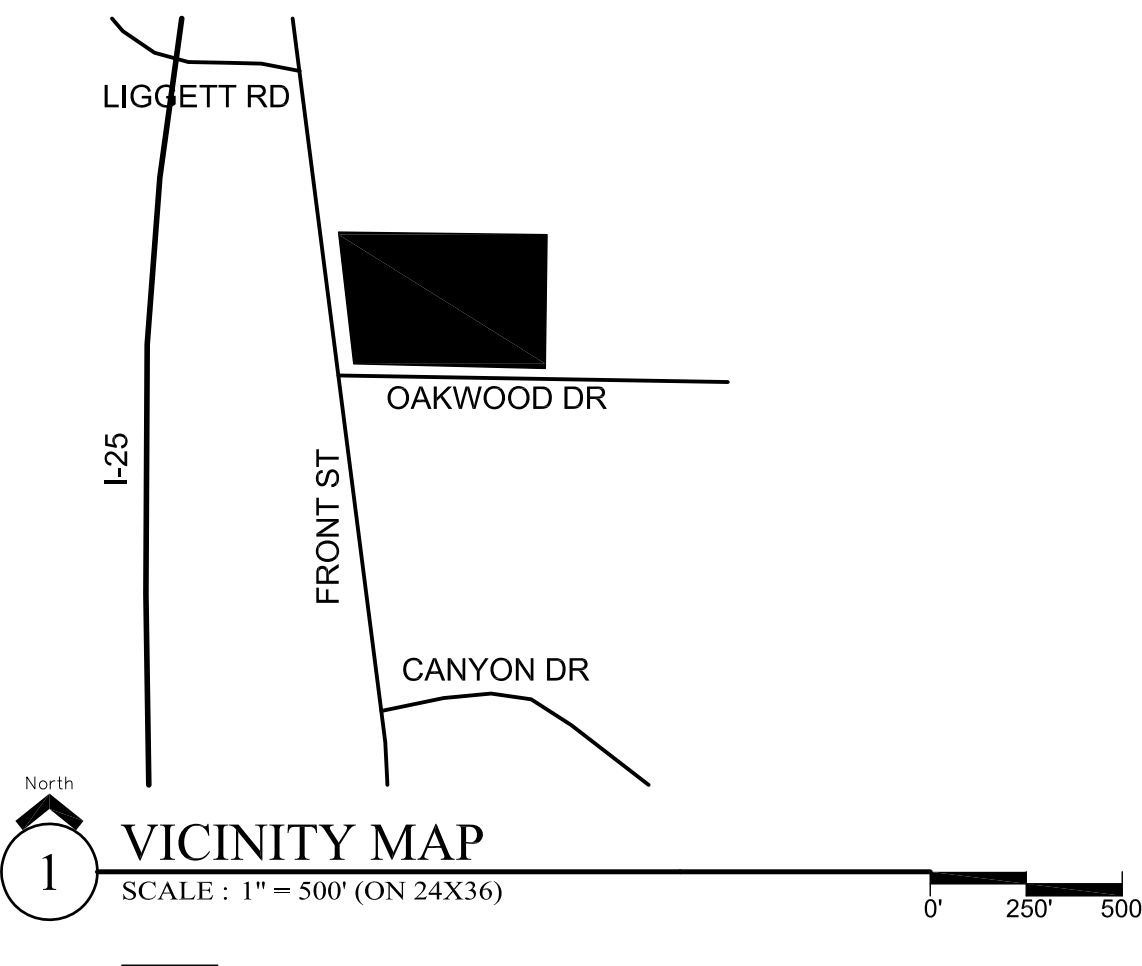 LIGGETT RD
OAKWOOD DR
I-25
FRONT ST
CANYON DR
North
1
VICINITY MAP
SCALE : 1" = 500' (ON 24X36)
0' 250' 500